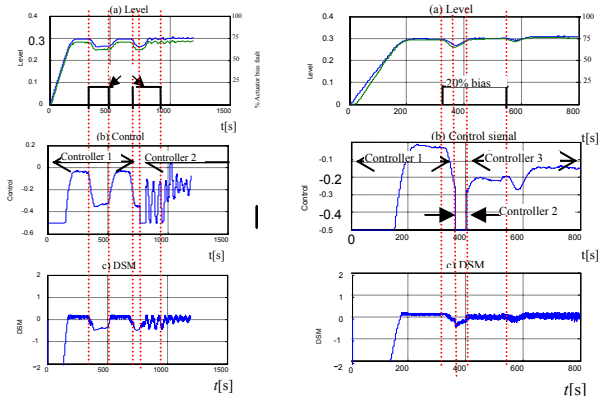 (a) Level
0.4
0.3
0.2
0.1
0
Level
100
75
50
25
% Actuator bias fault
0
500
1000
1500
t[s]
(b) Control
0.2
0
-0.2
-0.4
-0.6
Control
Controller 1
Controller 2
0
500
1000
1500
t[s]
c) DSM
2
1
0
-1
-2
DSM
0
500
1000
1500
t[s]
(a) Level
0.4
0.3
0.2
0.1
0
Level
100
75
50
25
20% bias
0
200
400
600
800
t[s]
(b) Control signal
-0.1
-0.2
-0.4
-0.5
Control
Controller 1
Controller 3
Controller 2
0
200
400
600
800
t[s]
c) DSM
2
1
0
-1
-2
DSM
0
200
400
600
800
t[s]